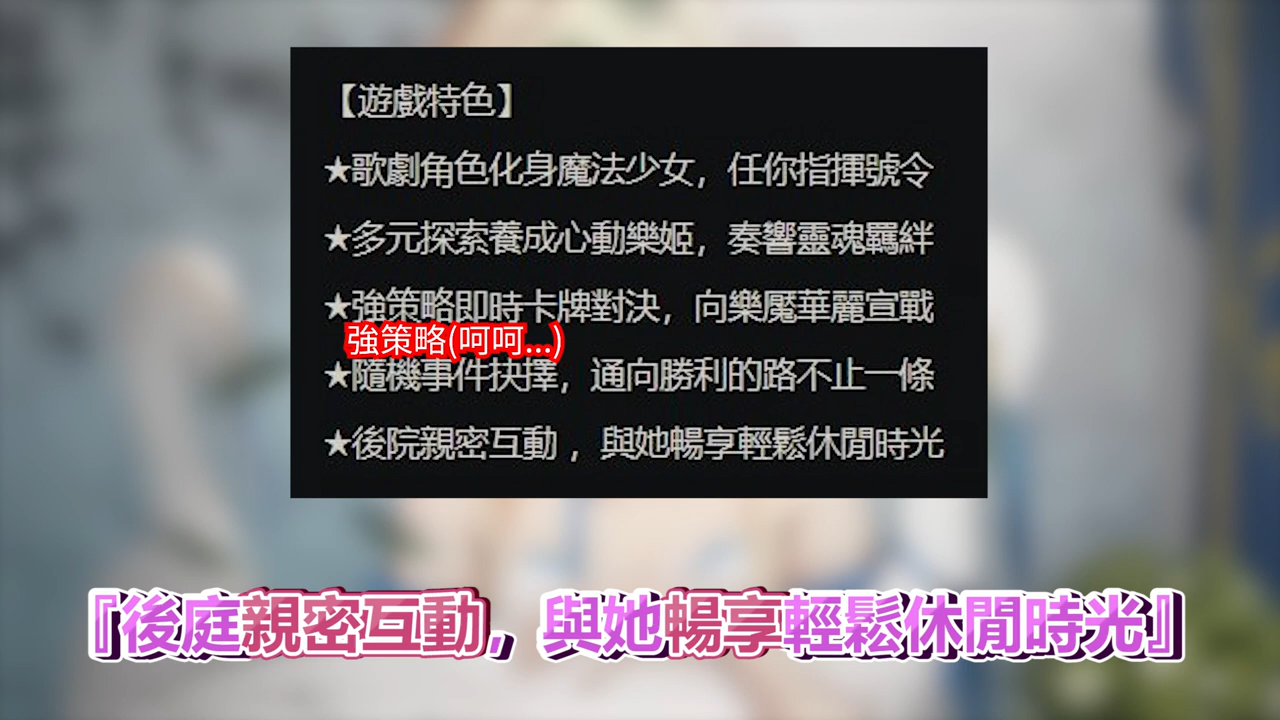 【遊戲特色】
★歌劇角色化身魔法少女，任你指揮號令
★多元探索養成心動樂姬，奏響靈魂羈絆
★強策略即時卡牌對決，向樂魘華麗宣戰
強策略(呵呵...)
★隨機事件抉擇，通向勝利的路不止一條
★後院親密互動，與她暢享輕鬆休閒時光
『後庭親密互動，與她暢享輕鬆休閒時光』